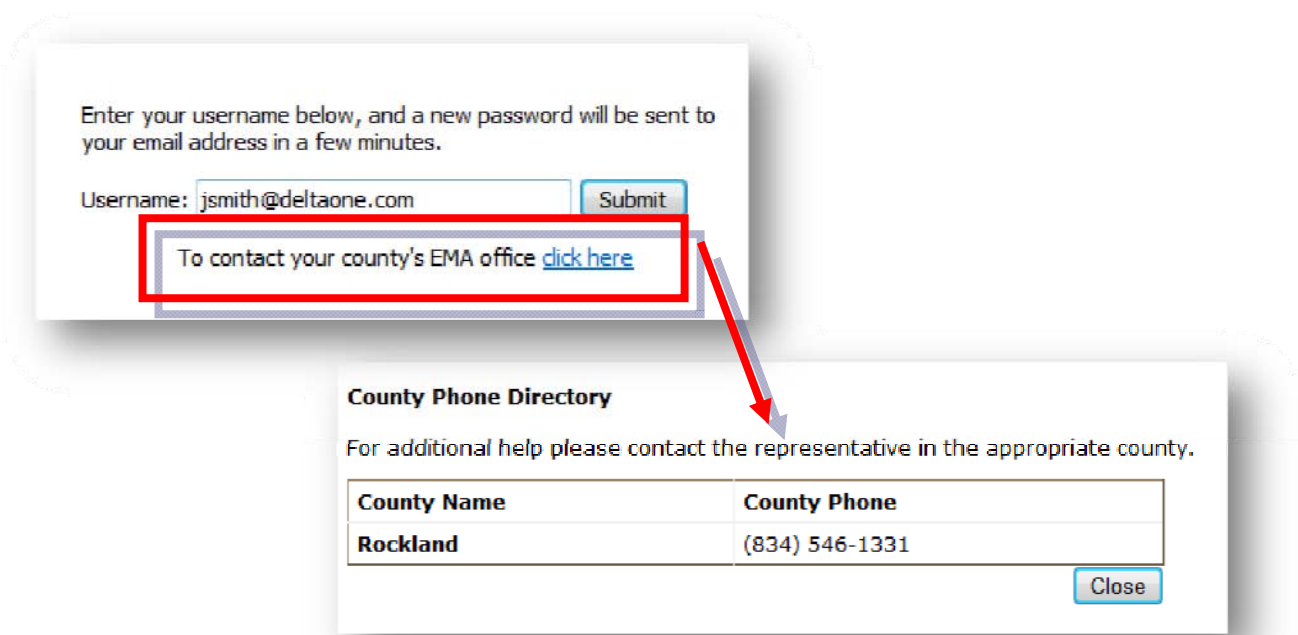 Enter your username below, and a new password will be sent to
your email address in a few minutes.
Username: jsmith@deltaone.com Submit
To contact your county's EMA office click here
County Phone Directory
For additional help please contact the representative in the appropriate county.
County Name County Phone
Rockland (834) 546-1331
Close